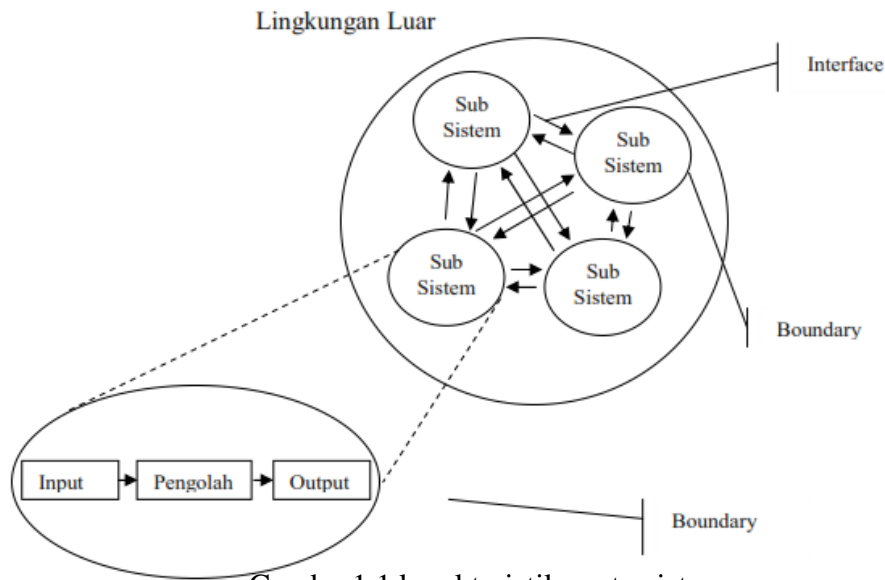 Lingkungan Luar
Interface
Sub
Sistem
Sub
Sistem
Sub
Sistem
Sub
Sistem
Boundary
Input
Pengolah
Output
Boundary